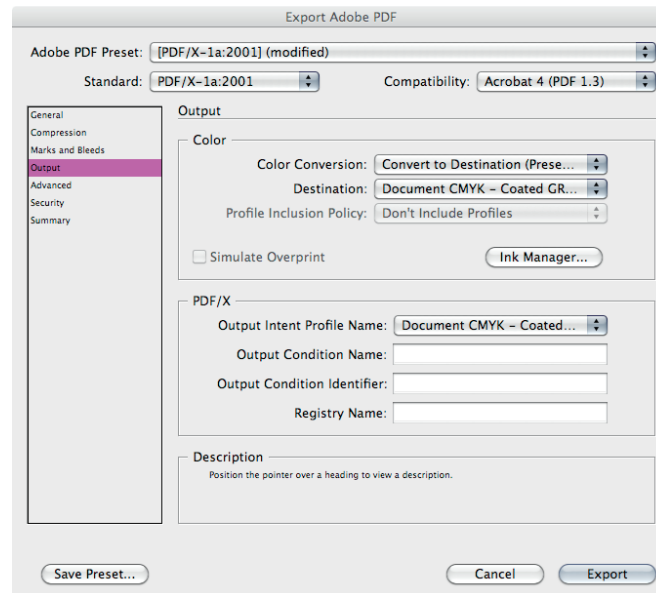 Export Adobe PDF
Adobe PDF Preset: [PDF/X-1a:2001] (modified)
Standard: PDF/X-1a:2001 Compatibility: Acrobat 4 (PDF 1.3)
General
Compression
Marks and Bleeds
Output
Advanced
Security
Summary
Output
Color
Color Conversion: Convert to Destination (Prese...
Destination: Document CMYK - Coated GR...
Profile Inclusion Policy: Don't Include Profiles
Simulate Overprint Ink Manager...
PDF/X
Output Intent Profile Name: Document CMYK - Coated...
Output Condition Name:
Output Condition Identifier:
Registry Name:
Description
Position the pointer over a heading to view a description.
Save Preset... Cancel Export